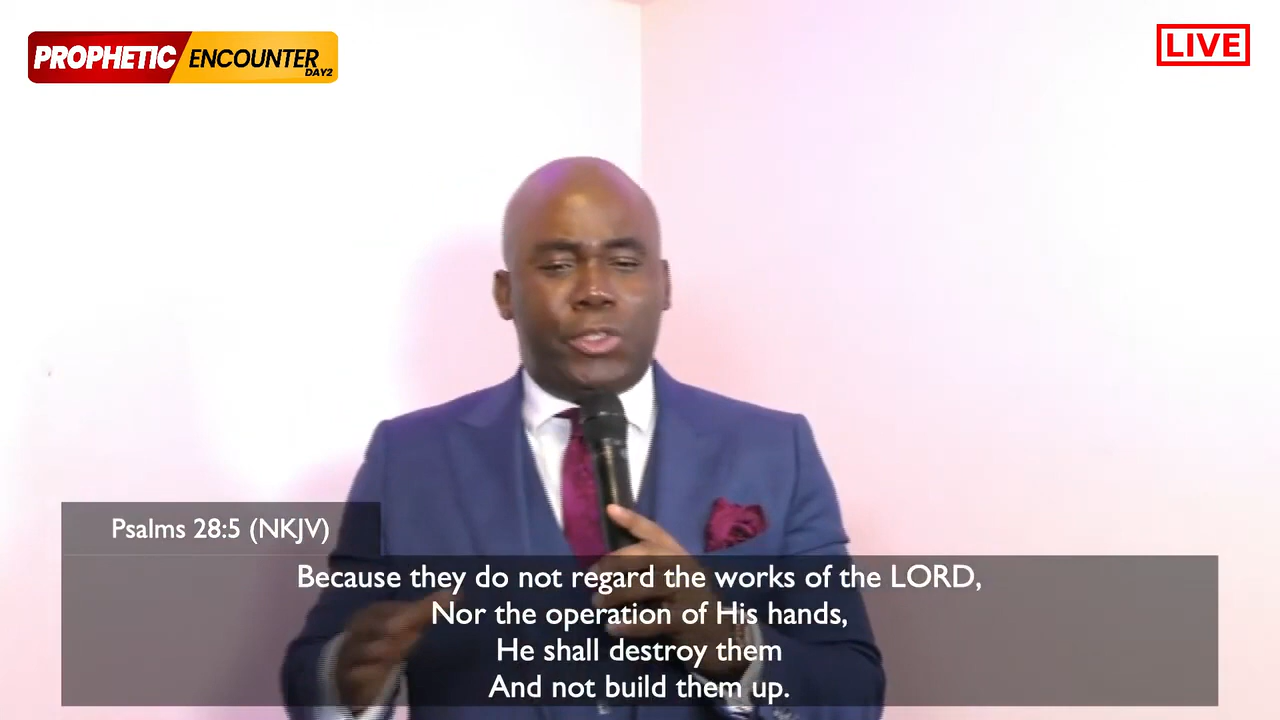 PROPHETIC ENCOUNTER
DAY2
LIVE
Psalms 28:5 (NKJV)
Because they do not regard the works of the LORD,
Nor the operation of His hands,
He shall destroy them
And not build them up.